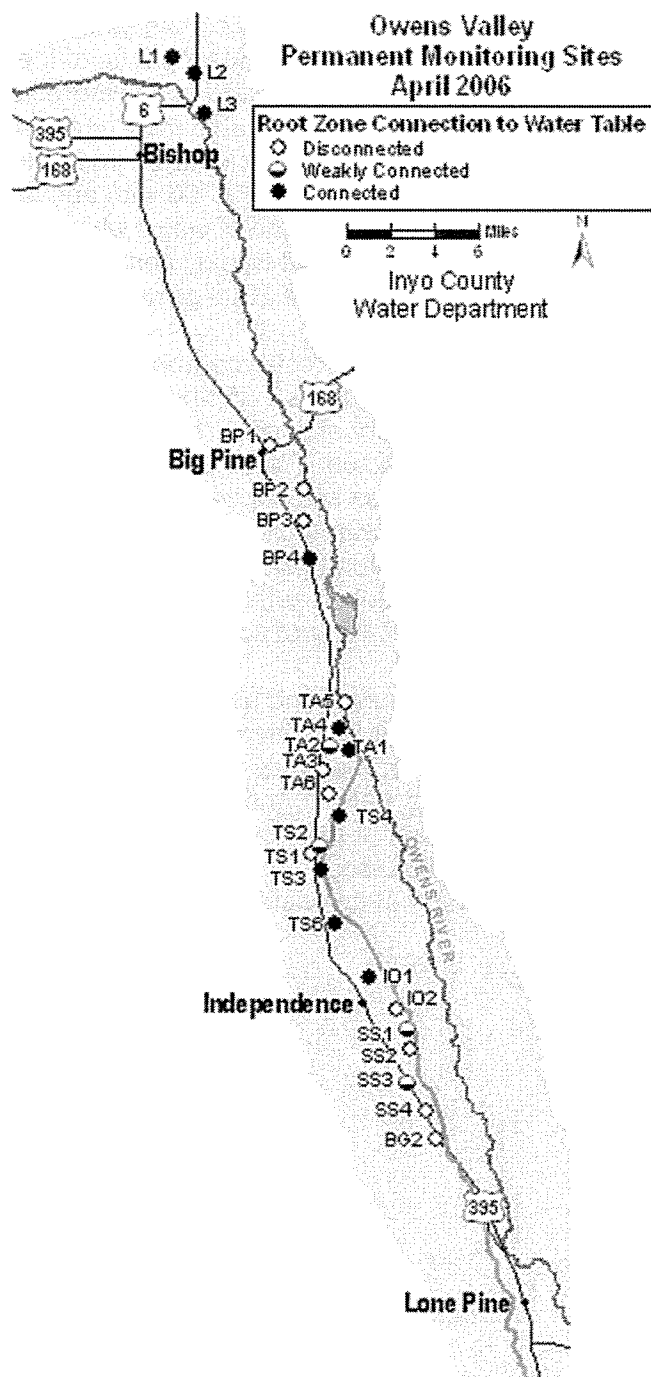 Owens Valley
Permanent Monitoring Sites
April 2006
Root Zone Connection to Water Table
Disconnected
Weakly Connected
Connected
0 2 4 6 Miles
N
Inyo County
Water Department
L1
L2
L3
6
395
168
Bishop
168
BP1
Big Pine
BP2
BP3
BP4
TA5
TA4
TA2
TA1
TA3
TA6
TS4
TS2
TS1
TS3
OWENS RIVER
TS6
IO1
Independence
IO2
SS1
SS2
SS3
SS4
BG2
395
Lone Pine